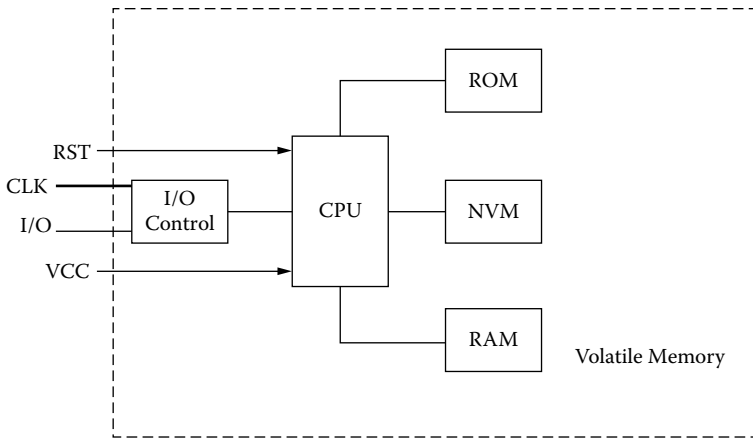 ROM
RST
CLK
I/O
Control
CPU
NVM
I/O
VCC
RAM
Volatile Memory